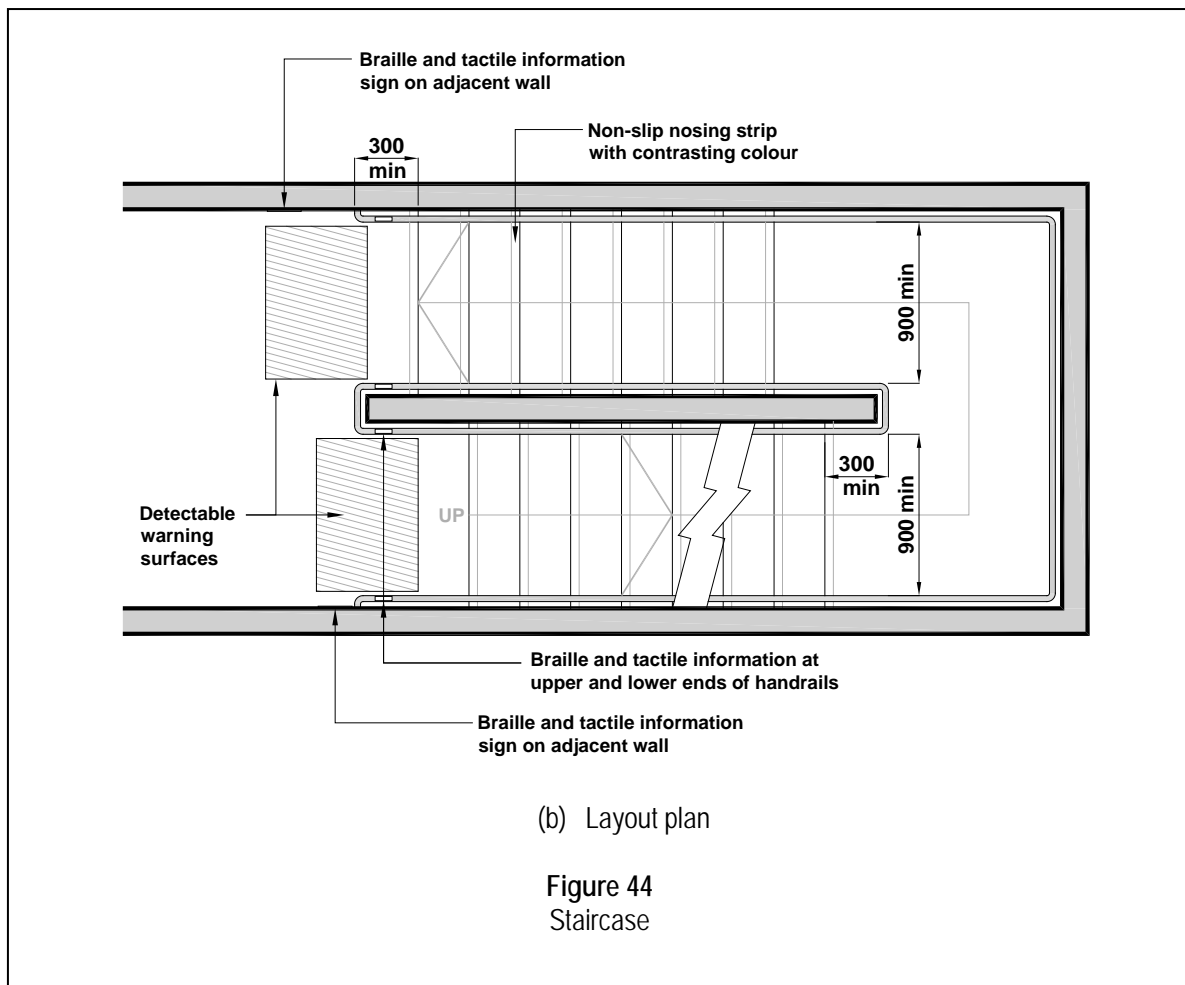 Braille and tactile information
sign on adjacent wall
Non-slip nosing strip
with contrasting colour
300
min
900 min
300
min
900 min
UP
Detectable
warning
surfaces
Braille and tactile information at
upper and lower ends of handrails
Braille and tactile information
sign on adjacent wall
(b) Layout plan
Figure 44
Staircase